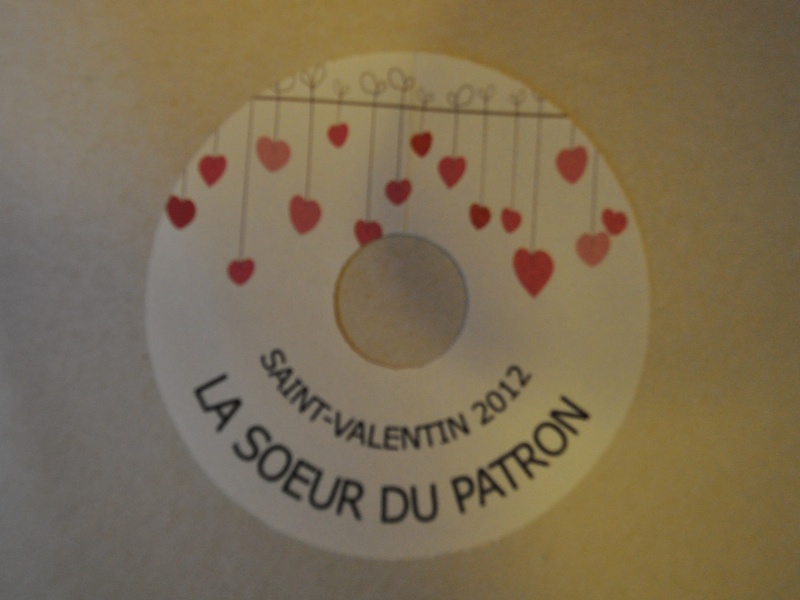 SAINT-VALENTIN 2012
LA SOEUR DU PATRON